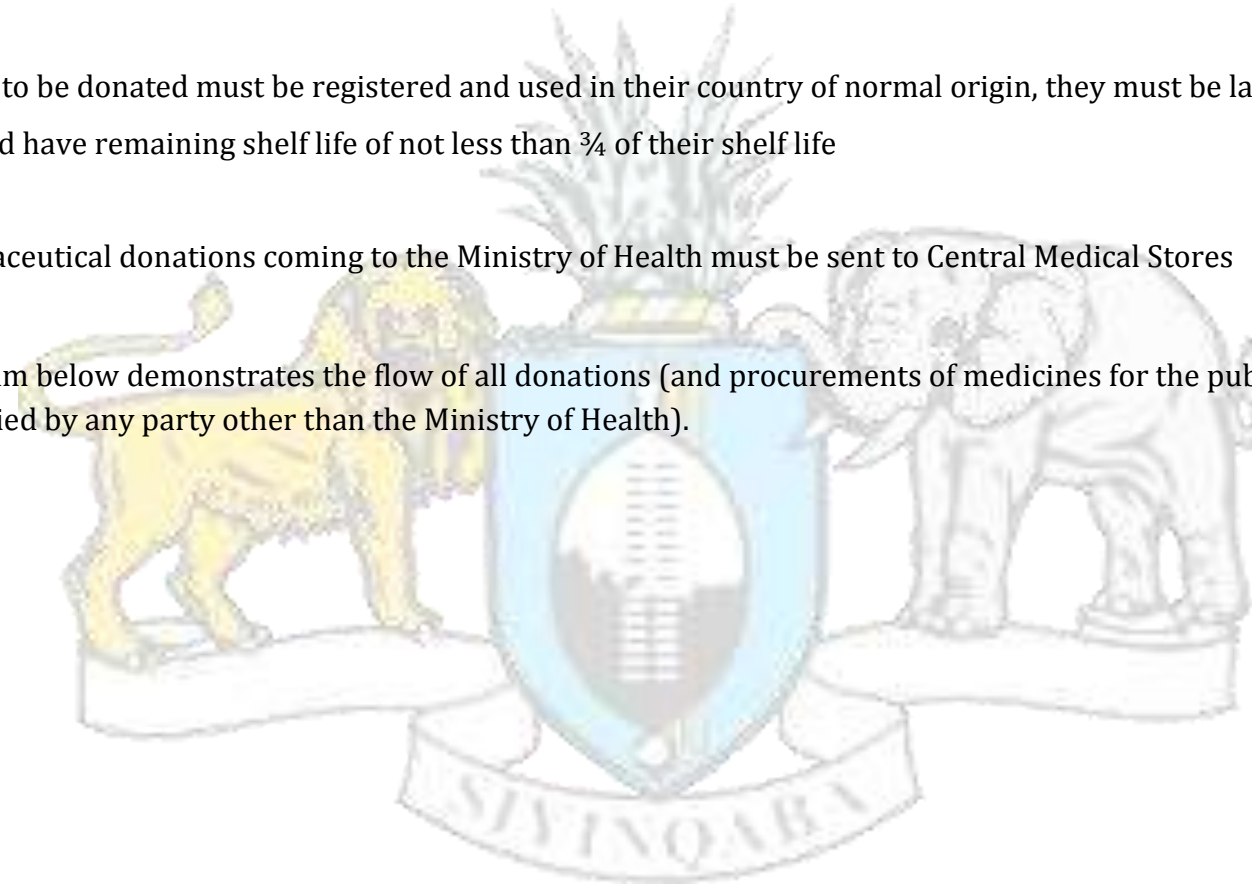 to be donated must be registered and used in their country of normal origin, they must be la
d have remaining shelf life of not less than ¾ of their shelf life
aceutical donations coming to the Ministry of Health must be sent to Central Medical Stores
m below demonstrates the flow of all donations (and procurements of medicines for the pub
ied by any party other than the Ministry of Health).
SIYINQABA